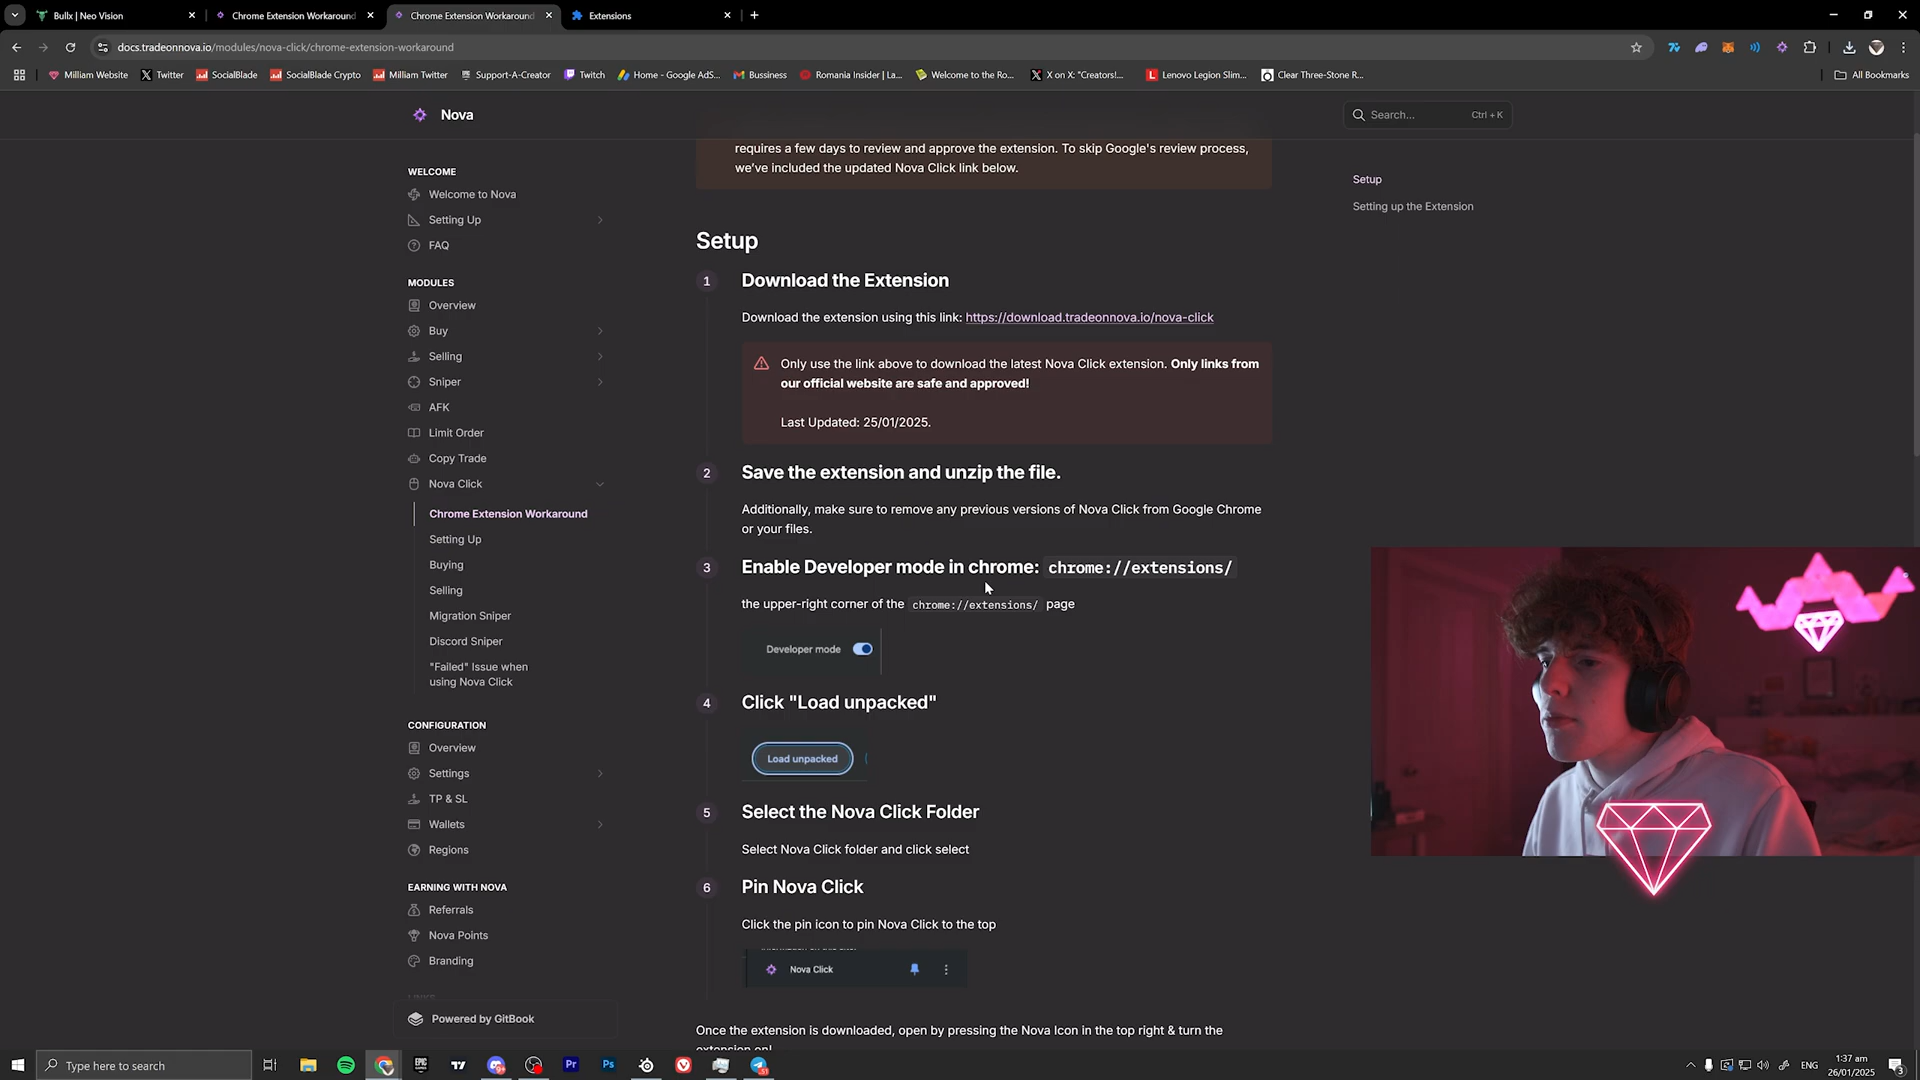 Bullx | Neo Vision
Chrome Extension Workaround
Chrome Extension Workaround
Extensions
docs.tradeonnova.io/modules/nova-click/chrome-extension-workaround
Milliam Website
Twitter
SocialBlade
SocialBlade Crypto
Milliam Twitter
Support-A-Creator
Twitch
Home - Google AdS...
Bussiness
Romania Insider | La...
Welcome to the Ro...
X on X: "Creators!...
Lenovo Legion Slim...
Clear Three-Stone R...
All Bookmarks
Nova
Search...
Ctrl + K
WELCOME
Welcome to Nova
Setting Up
FAQ
MODULES
Overview
Buy
Selling
Sniper
AFK
Limit Order
Copy Trade
Nova Click
Chrome Extension Workaround
Setting Up
Buying
Selling
Migration Sniper
Discord Sniper
"Failed" Issue when
using Nova Click
CONFIGURATION
Overview
Settings
TP & SL
Wallets
Regions
EARNING WITH NOVA
Referrals
Nova Points
Branding
LINKS
Powered by GitBook
requires a few days to review and approve the extension. To skip Google's review process,
we've included the updated Nova Click link below.
Setup
1
Download the Extension
Download the extension using this link: https://download.tradeonnova.io/nova-click
Only use the link above to download the latest Nova Click extension. Only links from
our official website are safe and approved!
Last Updated: 25/01/2025.
2
Save the extension and unzip the file.
Additionally, make sure to remove any previous versions of Nova Click from Google Chrome
or your files.
3
Enable Developer mode in chrome: chrome://extensions/
the upper-right corner of the chrome://extensions/ page
Developer mode
4
Click "Load unpacked"
Load unpacked
5
Select the Nova Click Folder
Select Nova Click folder and click select
6
Pin Nova Click
Click the pin icon to pin Nova Click to the top
Nova Click
Once the extension is downloaded, open by pressing the Nova Icon in the top right & turn the
extension on!
Setup
Setting up the Extension
Type here to search
EPIC
Pr
Ps
ENG
1:37 am
26/01/2025
3